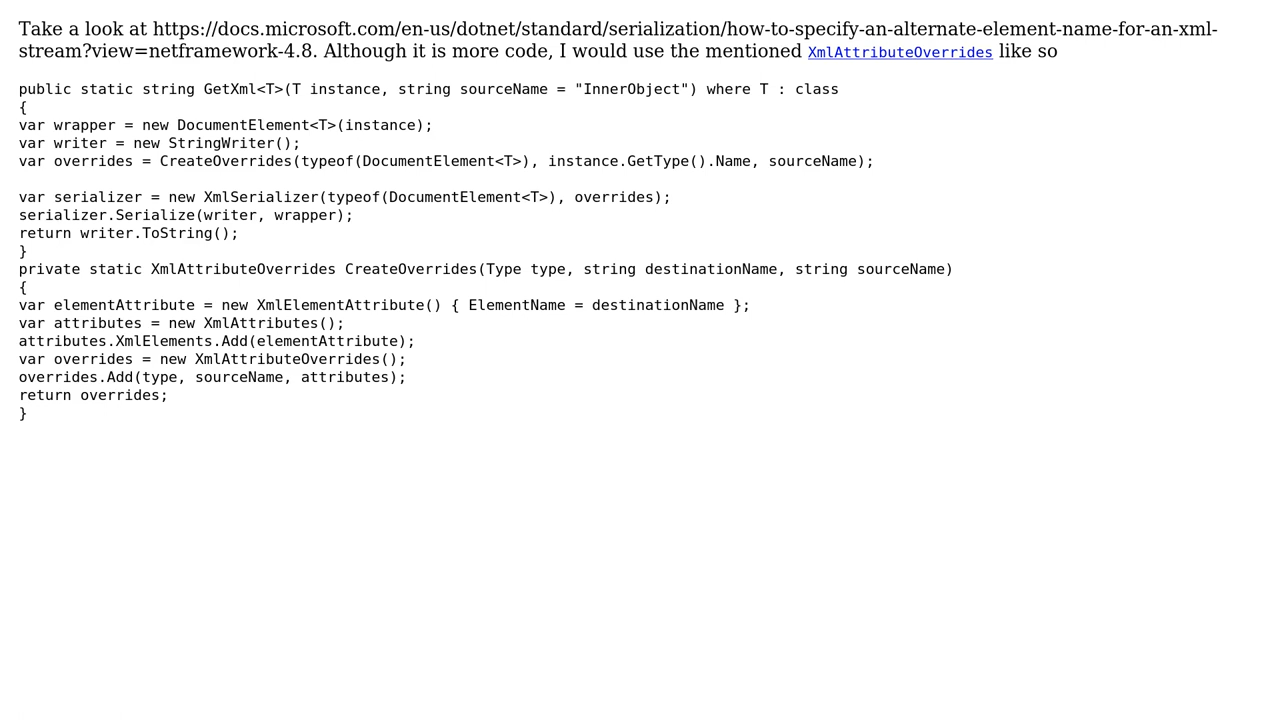 Take a look at https://docs.microsoft.com/en-us/dotnet/standard/serialization/how-to-specify-an-alternate-element-name-for-an-xml-
stream?view=netframework-4.8. Although it is more code, I would use the mentioned XmlAttributeOverrides like so
public static string GetXml<T>(T instance, string sourceName = "InnerObject") where T : class
{
var wrapper = new DocumentElement<T>(instance);
var writer = new StringWriter();
var overrides = CreateOverrides(typeof(DocumentElement<T>), instance.GetType().Name, sourceName);
var serializer = new XmlSerializer(typeof(DocumentElement<T>), overrides);
serializer.Serialize(writer, wrapper);
return writer.ToString();
}
private static XmlAttributeOverrides CreateOverrides(Type type, string destinationName, string sourceName)
{
var elementAttribute = new XmlElementAttribute() { ElementName = destinationName };
var attributes = new XmlAttributes();
attributes.XmlElements.Add(elementAttribute);
var overrides = new XmlAttributeOverrides();
overrides.Add(type, sourceName, attributes);
return overrides;
}